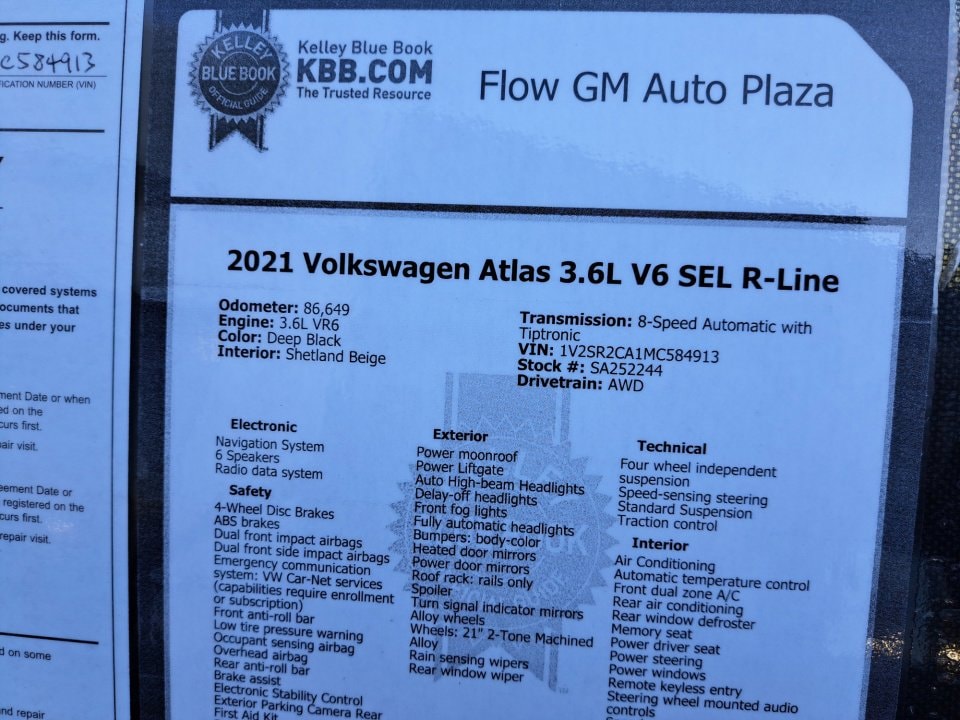 g. Keep this form.
C584913
FICATION NUMBER (VIN)
covered systems
ocuments that
es under your
ment Date or when
ed on the
curs first.
air visit.
eement Date or
registered on the
curs first.
repair visit.
d on some
and repair
KELLEY
BLUE BOOK
OFFICIAL GUIDE
Kelley Blue Book
KBB.COM
The Trusted Resource
Flow GM Auto Plaza
2021 Volkswagen Atlas 3.6L V6 SEL R-Line
Odometer: 86,649
Engine: 3.6L VR6
Color: Deep Black
Interior: Shetland Beige
Transmission: 8-Speed Automatic with
Tiptronic
VIN: 1V2SR2CA1MC584913
Stock #: SA252244
Drivetrain: AWD
Electronic
Navigation System
6 Speakers
Radio data system
Safety
4-Wheel Disc Brakes
ABS brakes
Dual front impact airbags
Dual front side impact airbags
Emergency communication
system: VW Car-Net services
(capabilities require enrollment
or subscription)
Front anti-roll bar
Low tire pressure warning
Occupant sensing airbag
Overhead airbag
Rear anti-roll bar
Brake assist
Electronic Stability Control
Exterior Parking Camera Rear
First Aid Kit
Exterior
Power moonroof
Power Liftgate
Auto High-beam Headlights
Delay-off headlights
Front fog lights
Fully automatic headlights
Bumpers: body-color
Heated door mirrors
Power door mirrors
Roof rack: rails only
Spoiler
Turn signal indicator mirrors
Alloy wheels
Wheels: 21" 2-Tone Machined
Alloy
Rain sensing wipers
Rear window wiper
Technical
Four wheel independent
suspension
Speed-sensing steering
Standard Suspension
Traction control
Interior
Air Conditioning
Automatic temperature control
Front dual zone A/C
Rear air conditioning
Rear window defroster
Memory seat
Power driver seat
Power steering
Power windows
Remote keyless entry
Steering wheel mounted audio
controls